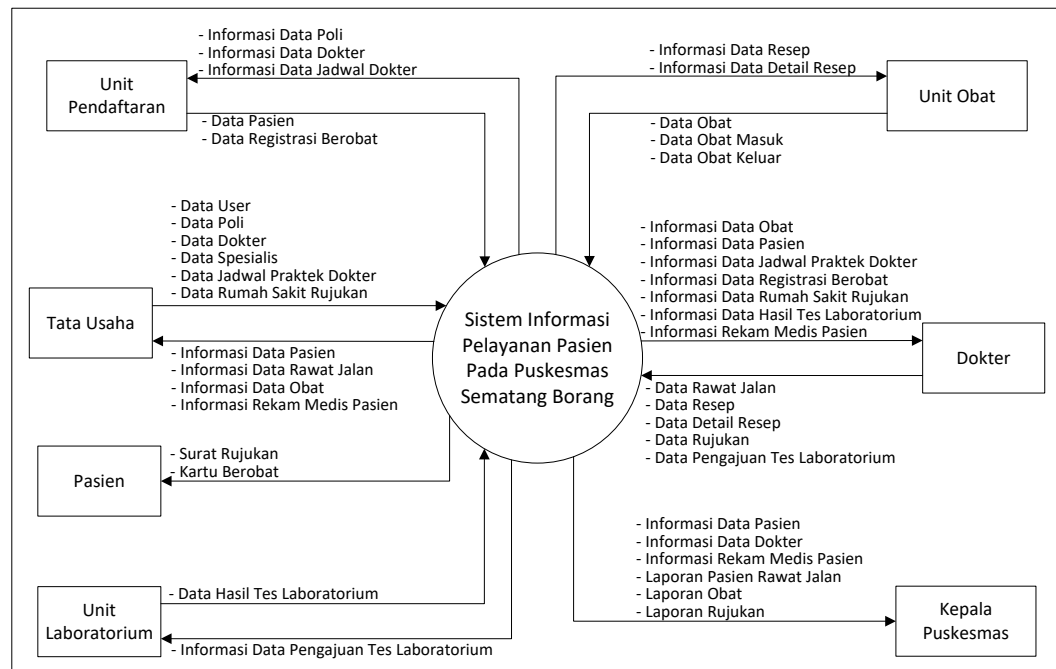 - Informasi Data Poli
- Informasi Data Dokter
- Informasi Data Jadwal Dokter
Unit
Pendaftaran
- Data Pasien
- Data Registrasi Berobat
- Informasi Data Resep
- Informasi Data Detail Resep
Unit Obat
- Data Obat
- Data Obat Masuk
- Data Obat Keluar
- Data User
- Data Poli
- Data Dokter
- Data Spesialis
- Data Jadwal Praktek Dokter
- Data Rumah Sakit Rujukan
Tata Usaha
- Informasi Data Pasien
- Informasi Data Rawat Jalan
- Informasi Data Obat
- Informasi Rekam Medis Pasien
Sistem Informasi
Pelayanan Pasien
Pada Puskesmas
Sematang Borang
- Informasi Data Obat
- Informasi Data Pasien
- Informasi Data Jadwal Praktek Dokter
- Informasi Data Registrasi Berobat
- Informasi Data Rumah Sakit Rujukan
- Informasi Data Hasil Tes Laboratorium
- Informasi Rekam Medis Pasien
Dokter
- Data Rawat Jalan
- Data Resep
- Data Detail Resep
- Data Rujukan
- Data Pengajuan Tes Laboratorium
Pasien
- Surat Rujukan
- Kartu Berobat
Unit
Laboratorium
- Data Hasil Tes Laboratorium
- Informasi Data Pengajuan Tes Laboratorium
- Informasi Data Pasien
- Informasi Data Dokter
- Informasi Rekam Medis Pasien
- Laporan Pasien Rawat Jalan
- Laporan Obat
- Laporan Rujukan
Kepala
Puskesmas